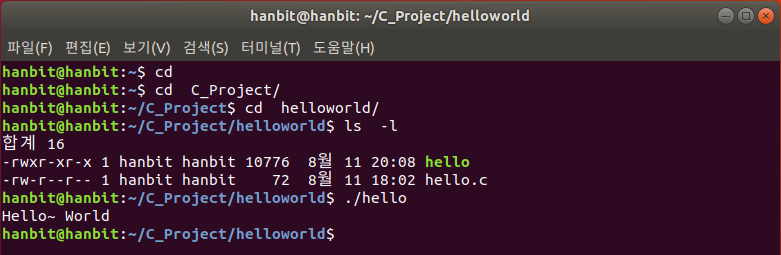 hanbit@hanbit: ~/C_Project/helloworld
파일(F) 편집(E) 보기(V) 검색(S) 터미널(T) 도움말(H)
hanbit@hanbit:~$ cd
hanbit@hanbit:~$ cd  C_Project/
hanbit@hanbit:~/C_Project$ cd  helloworld/
hanbit@hanbit:~/C_Project/helloworld$ ls  -l
합계 16
-rwxr-xr-x 1 hanbit hanbit 10776  8월 11 20:08 hello
-rw-r--r-- 1 hanbit hanbit    72  8월 11 18:02 hello.c
hanbit@hanbit:~/C_Project/helloworld$ ./hello
Hello~ World
hanbit@hanbit:~/C_Project/helloworld$